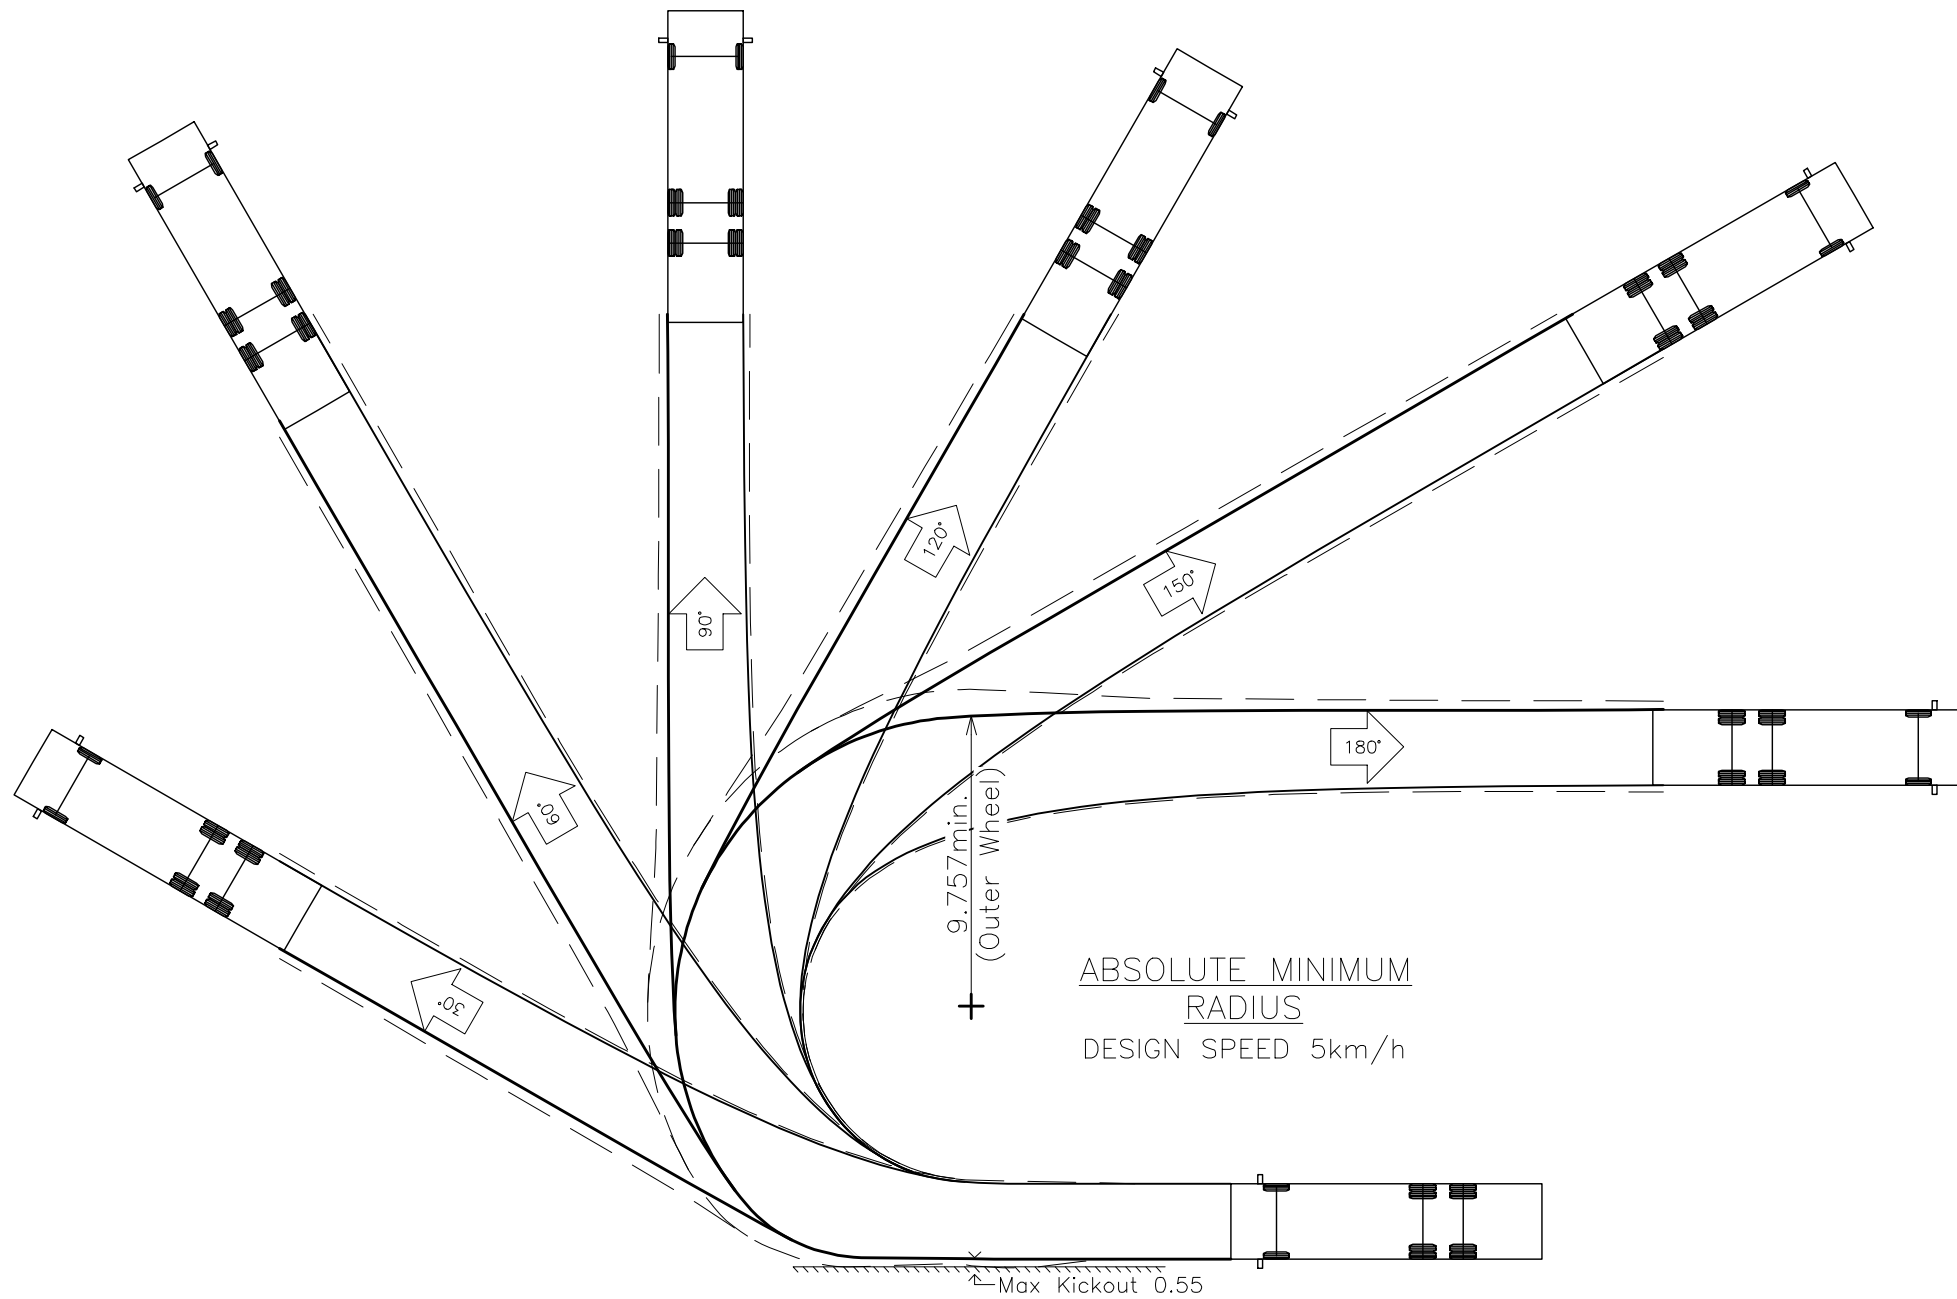 120°
150°
90°
180°
60°
30°
9.757min.
(Outer Wheel)
ABSOLUTE MINIMUM
RADIUS
DESIGN SPEED 5km/h
Max Kickout 0.55